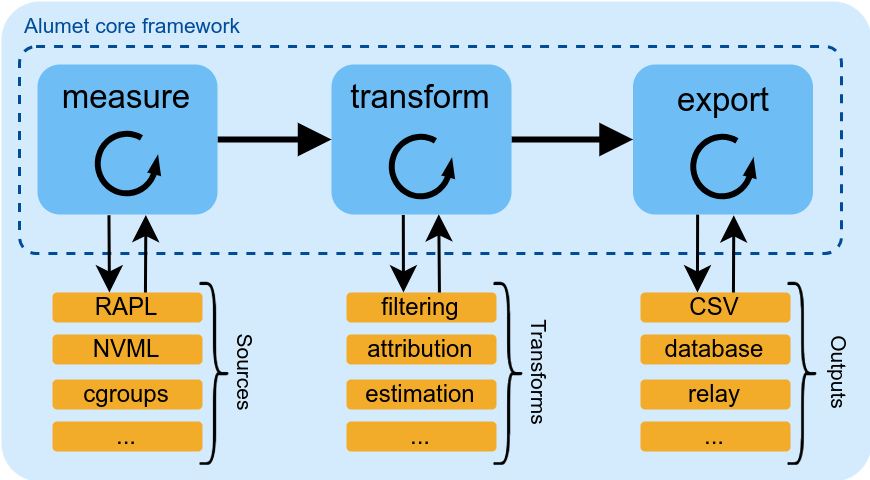 Alumet core framework
measure
transform
export
RAPL
NVML
cgroups
...
Sources
filtering
attribution
estimation
...
Transforms
CSV
database
relay
...
Outputs